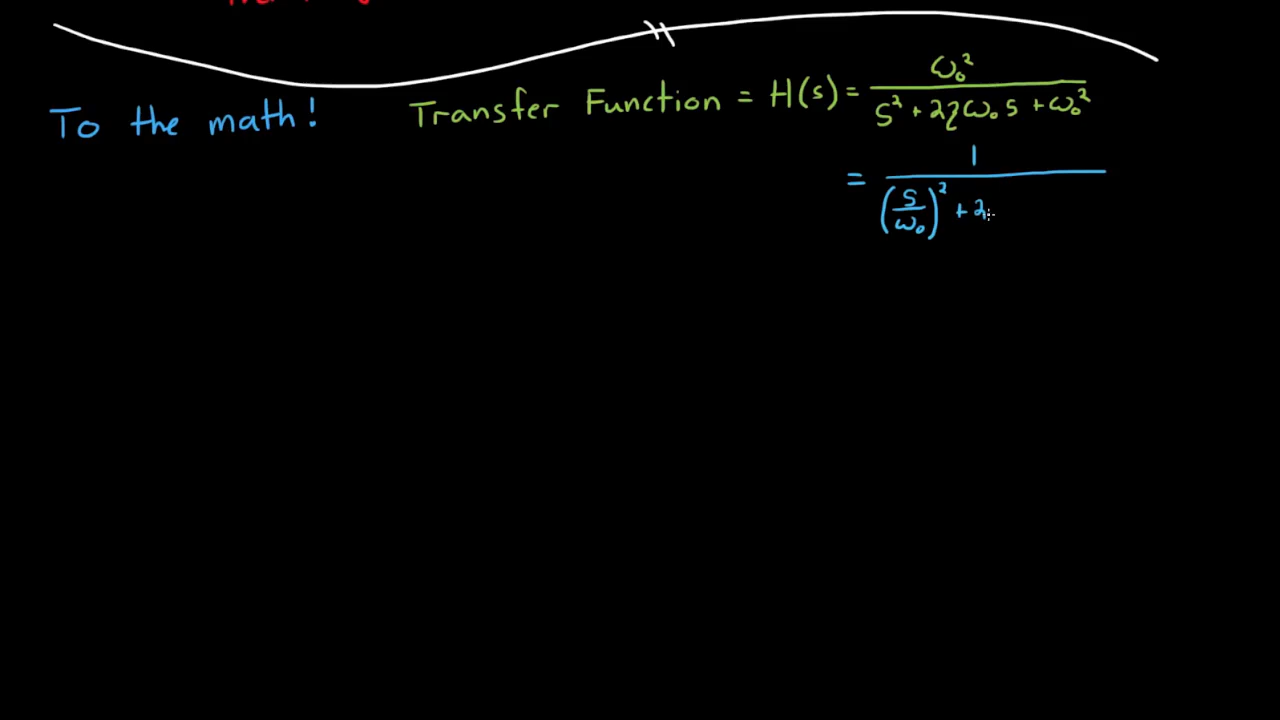 To the math! Transfer Function = H(s) = ω₀² / (s² + 2ζω₀s + ω₀²)
= 1 / ((s/ω₀)² + 2